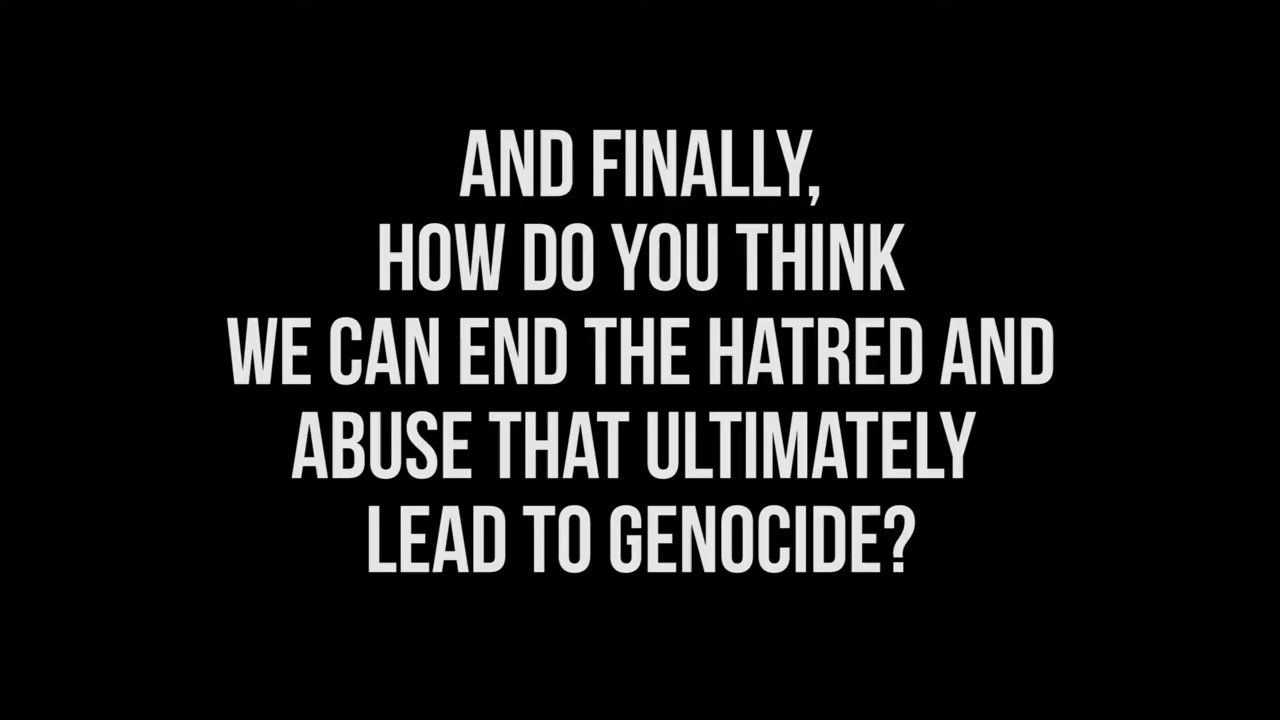 AND FINALLY,
HOW DO YOU THINK
WE CAN END THE HATRED AND
ABUSE THAT ULTIMATELY
LEAD TO GENOCIDE?